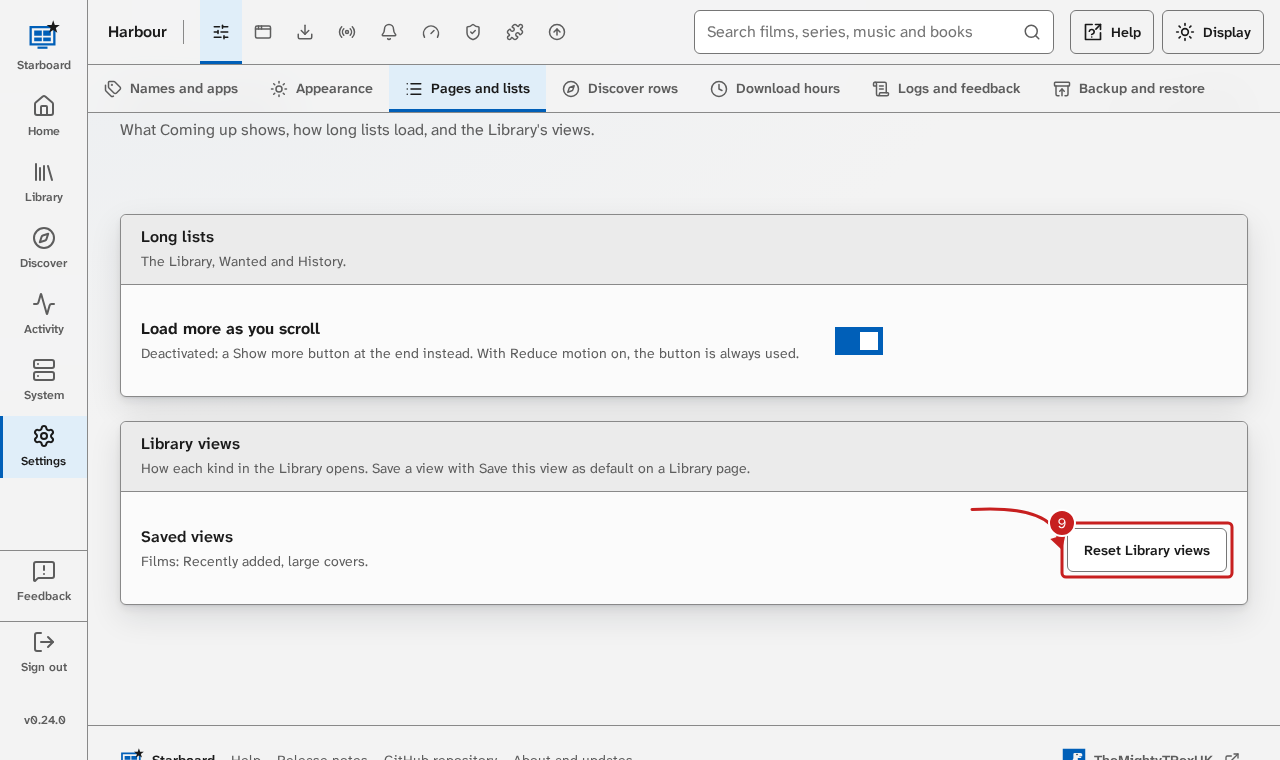 Starboard
Harbour
Search films, series, music and books
Help
Display
Names and apps
Appearance
Pages and lists
Discover rows
Download hours
Logs and feedback
Backup and restore
Home
Library
Discover
Activity
System
Settings
Feedback
Sign out
v0.24.0
What Coming up shows, how long lists load, and the Library's views.
Long lists
The Library, Wanted and History.
Load more as you scroll
Deactivated: a Show more button at the end instead. With Reduce motion on, the button is always used.
Library views
How each kind in the Library opens. Save a view with Save this view as default on a Library page.
Saved views
Films: Recently added, large covers.
9
Reset Library views
Starboard Help Release notes GitHub repository About and updates
TheMightyTRexUK